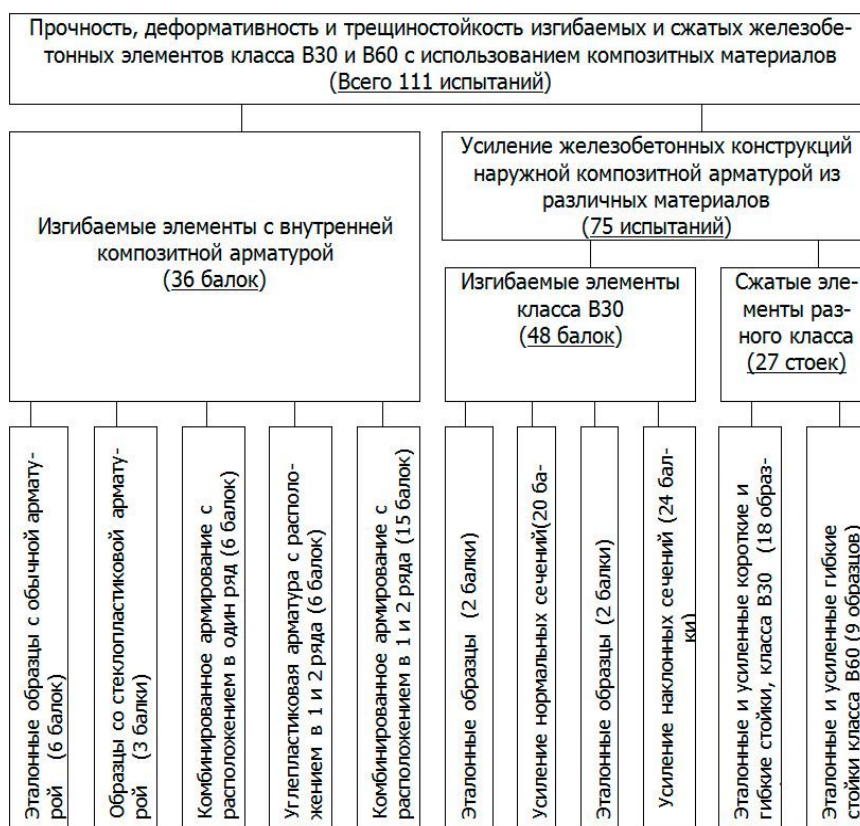 Прочность, деформативность и трещиностойкость изгибаемых и сжатых железобе-
тонных элементов класса В30 и В60 с использованием композитных материалов
(Всего 111 испытаний)
Изгибаемые элементы с внутренней
композитной арматурой
(36 балок)
Усиление железобетонных конструкций
наружной композитной арматурой из
различных материалов
(75 испытаний)
Изгибаемые элементы
класса В30
(48 балок)
Сжатые эле-
менты раз-
ного класса
(27 стоек)
Эталонные образцы с обычной армату-
рой (6 балок)
Образцы со стеклопластиковой армату-
рой (3 балки)
Комбинированное армирование с
расположением в один ряд (6 балок)
Углепластиковая арматура с располо-
жением в 1 и 2 ряда (6 балок)
Комбинированное армирование с
расположением в 1 и 2 ряда (15 балок)
Эталонные образцы (2 балки)
Усиление нормальных сечений(20 ба-
Эталонные образцы (2 балки)
Усиление наклонных сечений (24 бал-
ки)
Эталонные и усиленные короткие и
гибкие стойки, класса В30 (18 образ-
Эталонные и усиленные гибкие
стойки класса В60 (9 образцов)